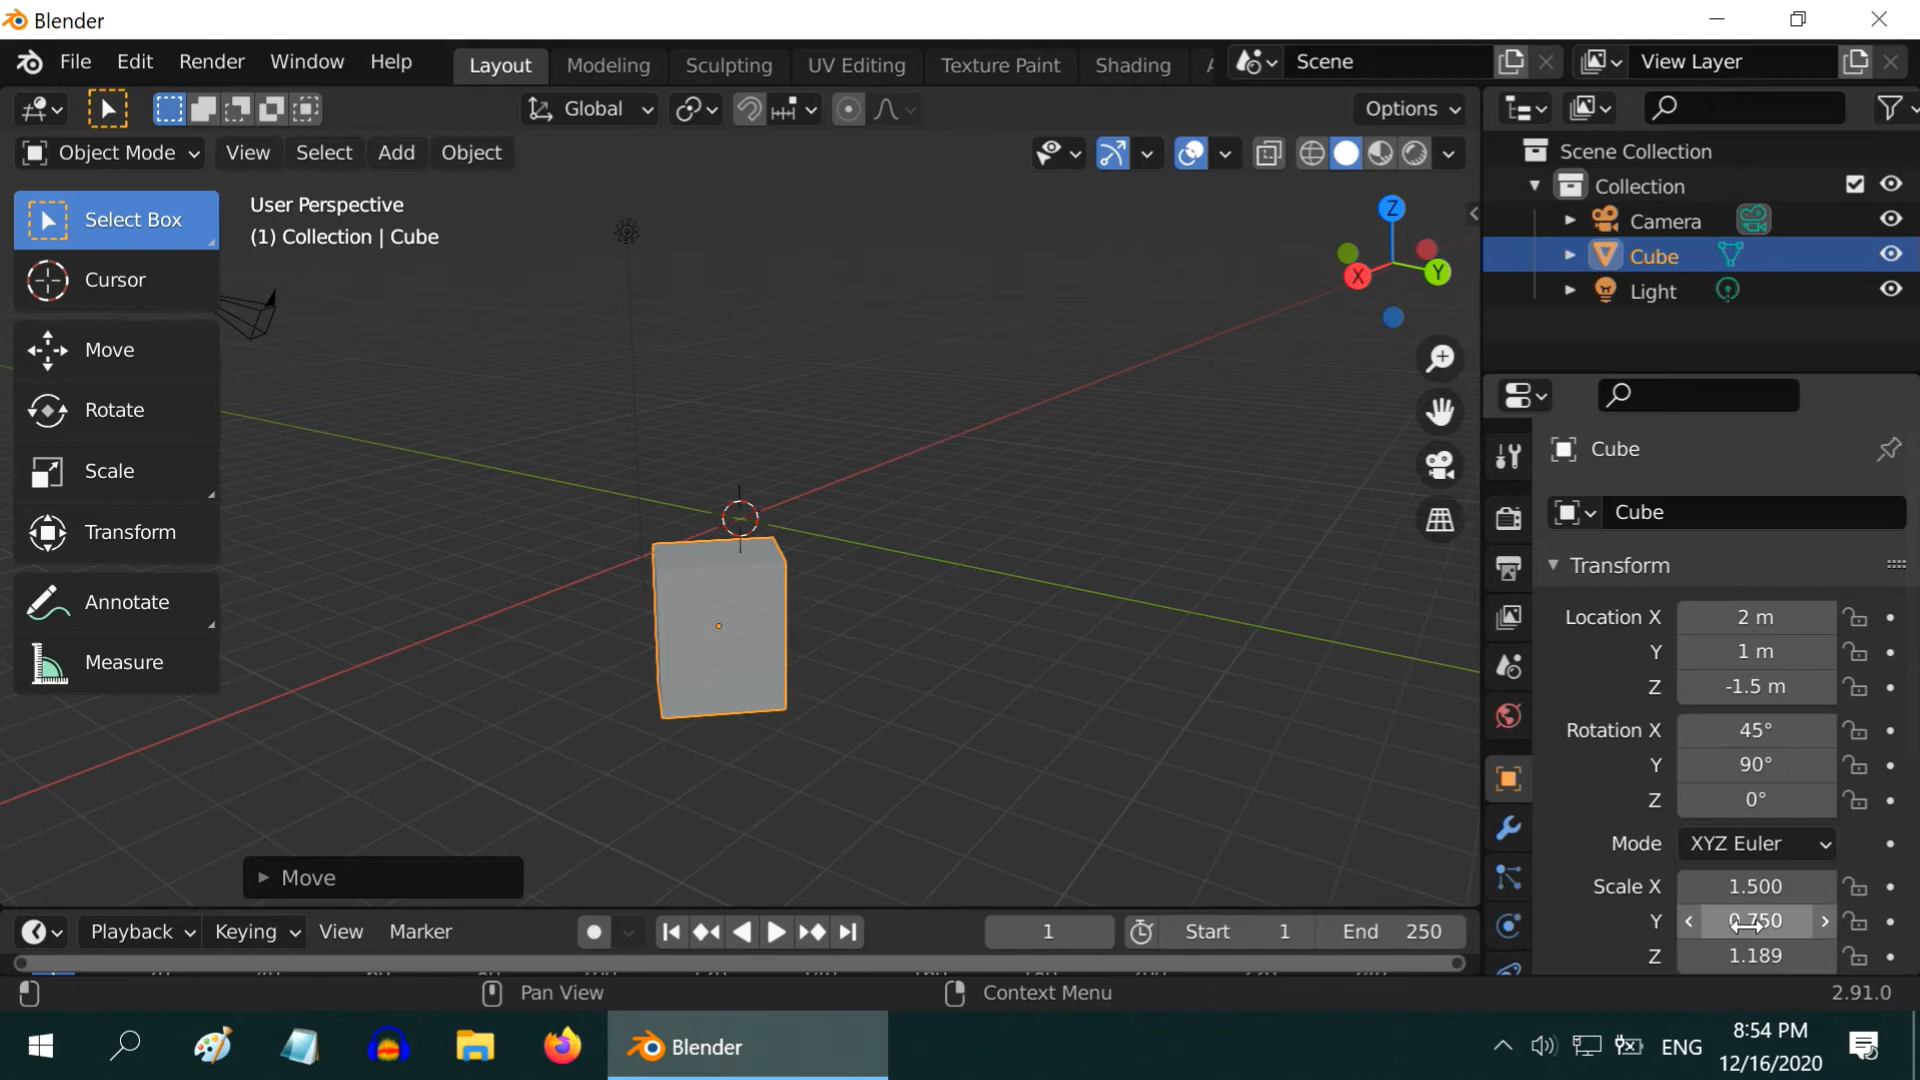 Blender
File Edit Render Window Help Layout Modeling Sculpting UV Editing Texture Paint Shading Scene View Layer
Global Options
Object Mode View Select Add Object
Scene Collection
Collection
Camera
Cube
Light
Select Box
Cursor
Move
Rotate
Scale
Transform
Annotate
Measure
User Perspective
(1) Collection | Cube
Z
X
Y
Cube
Cube
Transform
Location X 2 m
Y 1 m
Z -1.5 m
Rotation X 45°
Y 90°
Z 0°
Mode XYZ Euler
Scale X 1.500
Y 0.750
Z 1.189
Move
Playback Keying View Marker 1 Start 1 End 250
Pan View Context Menu 2.91.0
Blender ENG 8:54 PM
12/16/2020